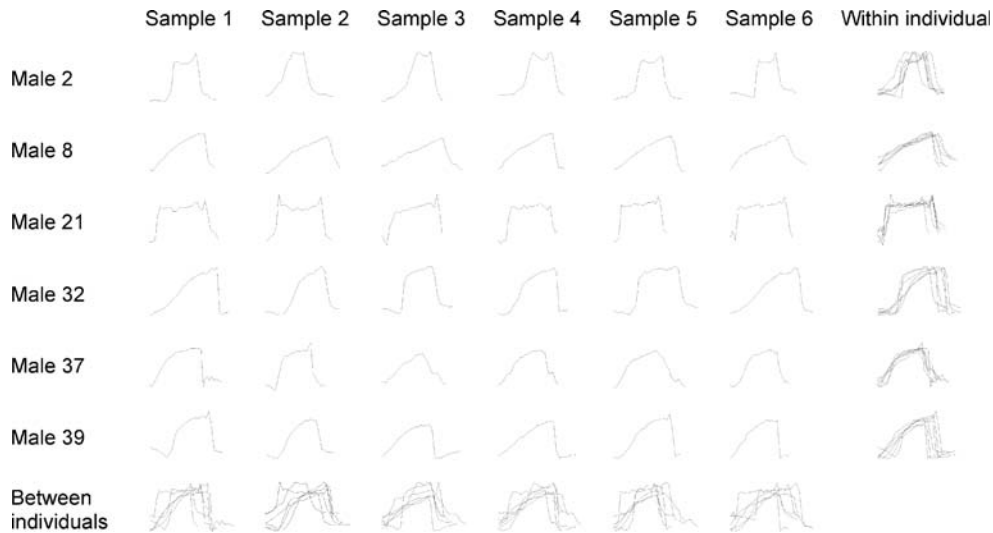 Sample 1 Sample 2 Sample 3 Sample 4 Sample 5 Sample 6 Within individual
Male 2
Male 8
Male 21
Male 32
Male 37
Male 39
Between
individuals